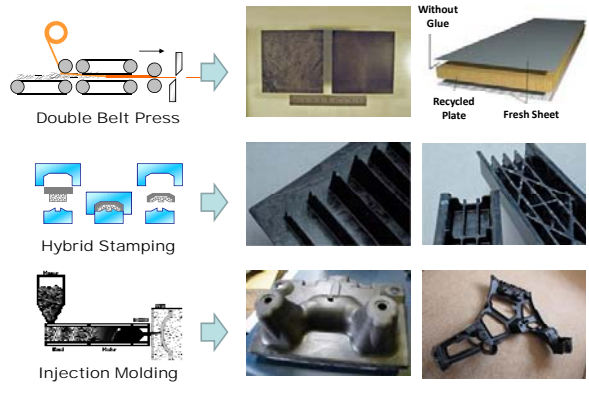 Without
Glue
Recycled
Plate
Fresh Sheet
Double Belt Press
Hybrid Stamping
Injection Molding